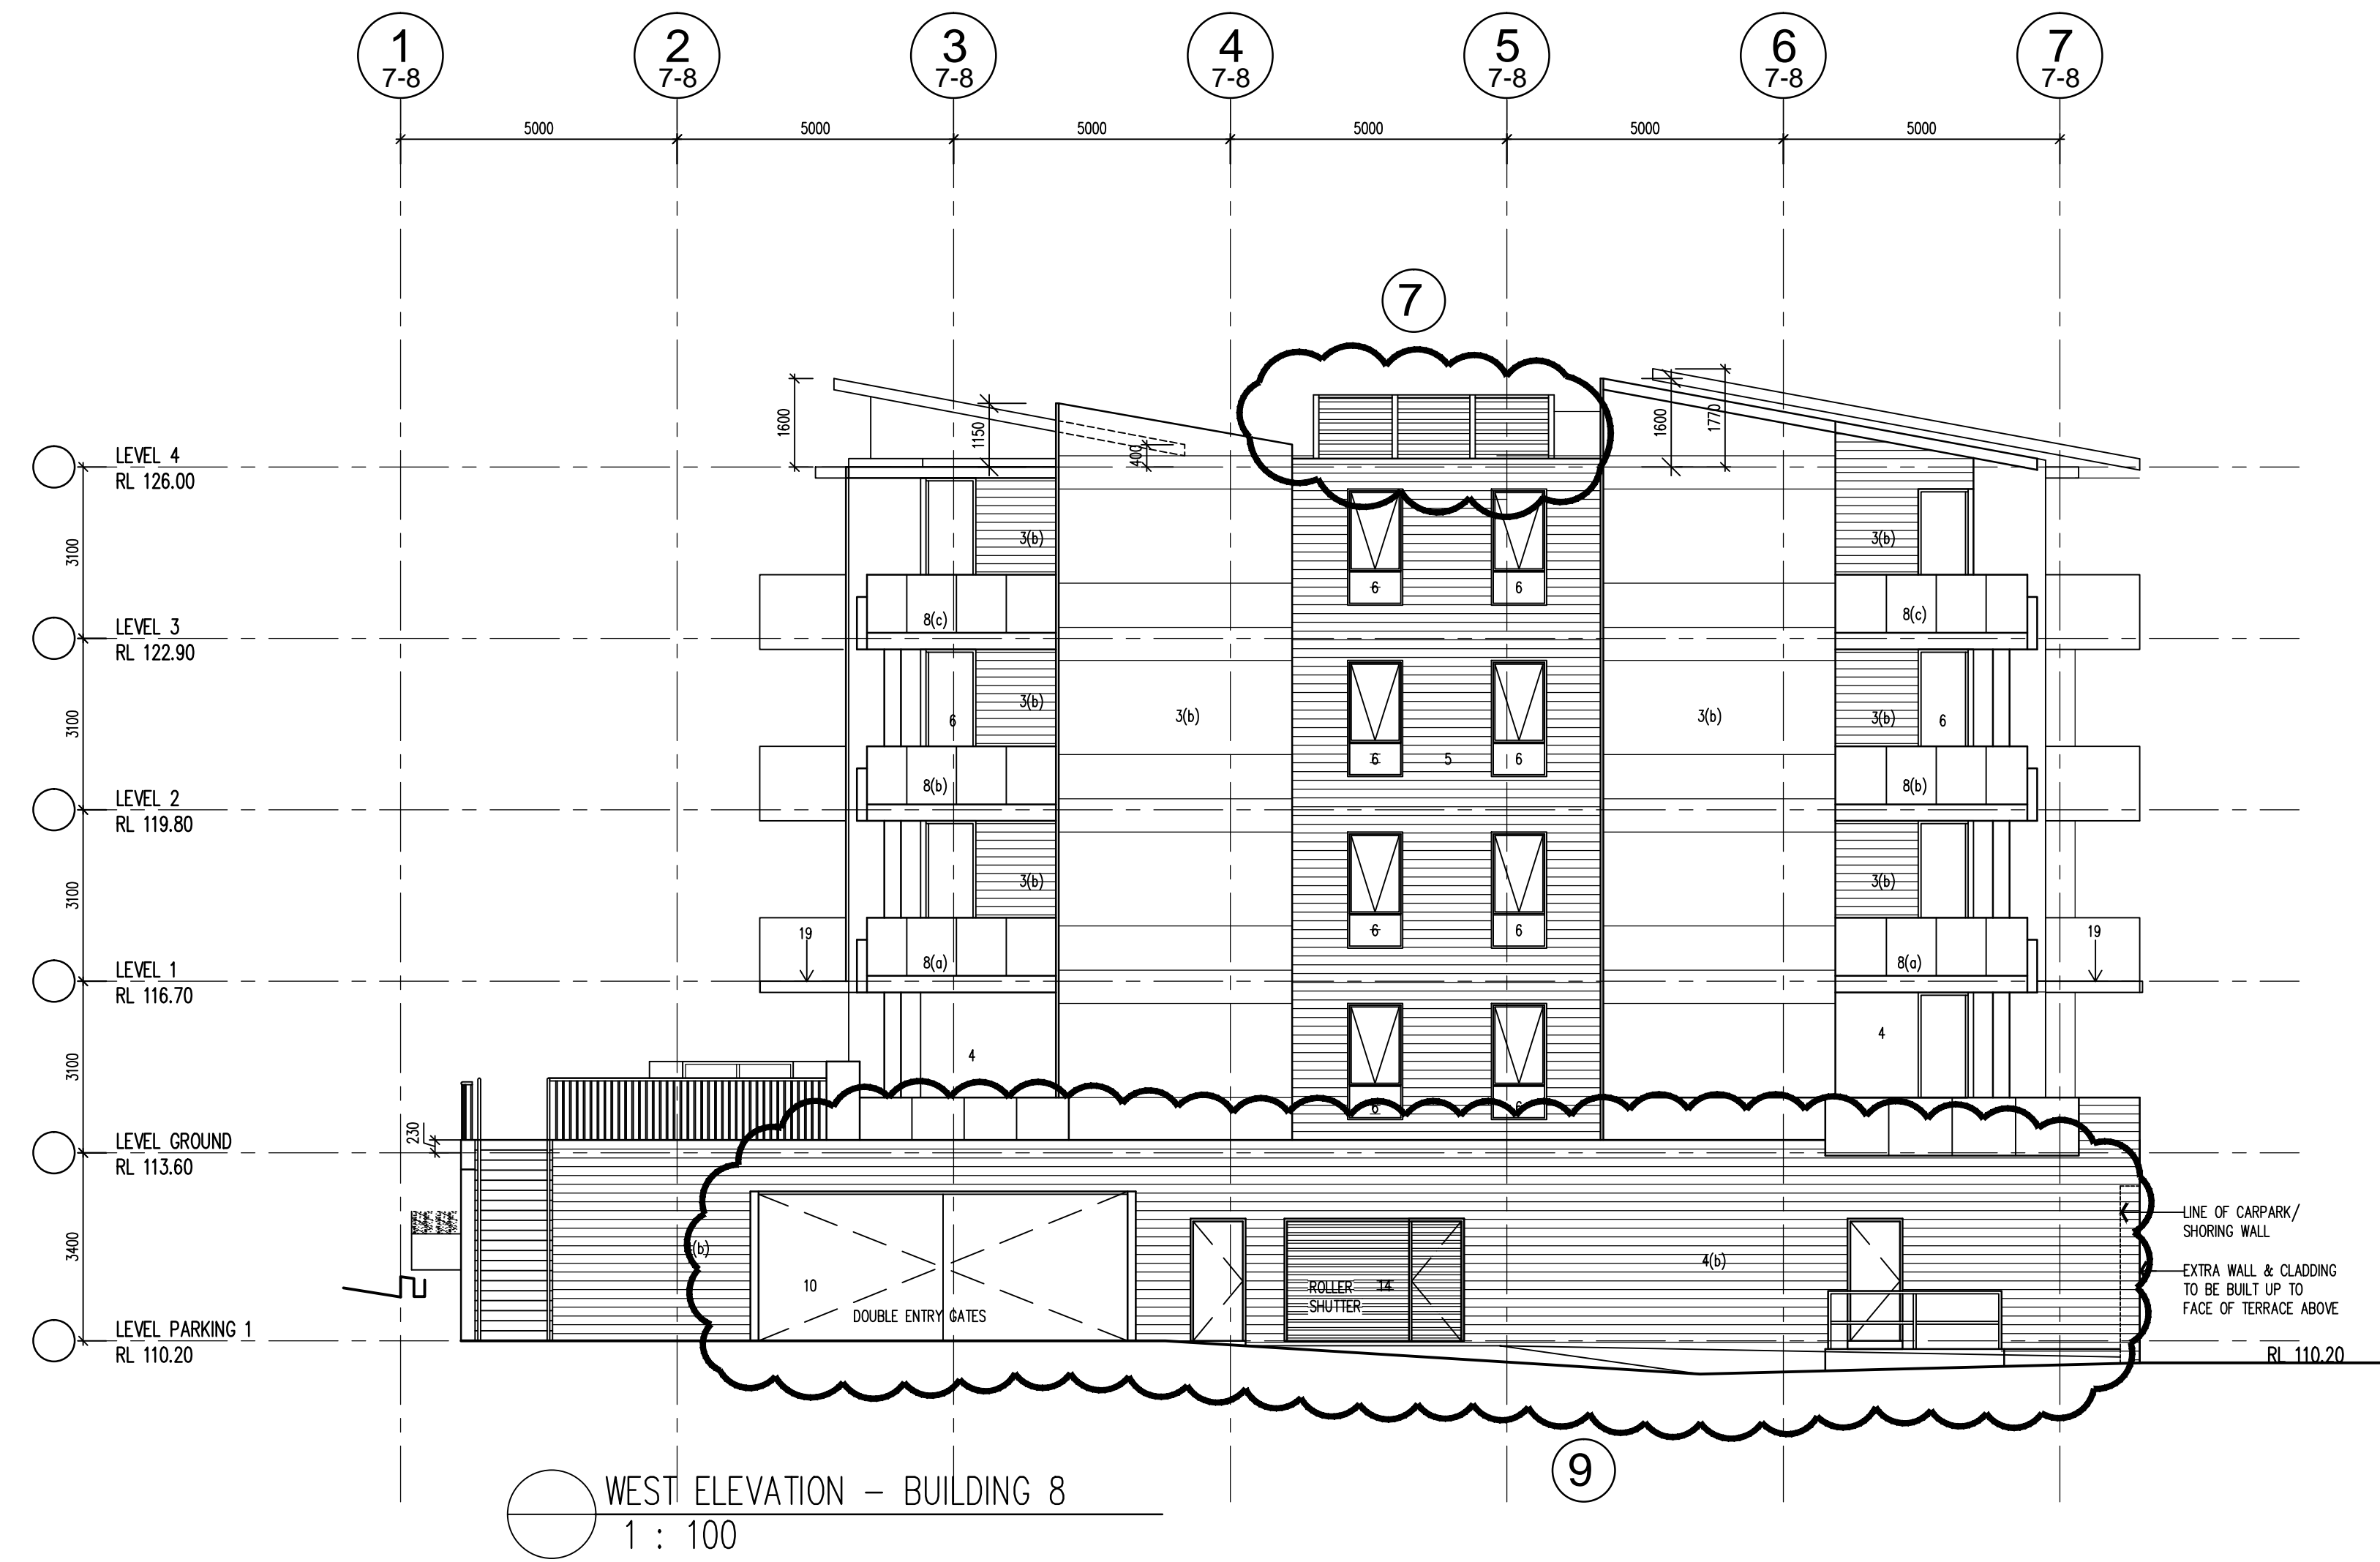 1 2 3 4 5 6 7
7-8 7-8 7-8 7-8 7-8 7-8 7-8
5000 5000 5000 5000 5000 5000
7
1600 1150 400 1600 1770
LEVEL 4
RL 126.00
3100
3(b) 3(b)
6 6
8(c) 8(c)
LEVEL 3
RL 122.90
3100
3(b) 3(b) 3(b) 3(b)
6 6
6 5 6
8(b) 8(b)
LEVEL 2
RL 119.80
3100
3(b) 3(b)
6 6
19 19
8(a) 8(a)
LEVEL 1
RL 116.70
3100
4 4
6 6
230
LEVEL GROUND
RL 113.60
3400
LINE OF CARPARK/
SHORING WALL
(b) 4(b)
EXTRA WALL & CLADDING
TO BE BUILT UP TO
FACE OF TERRACE ABOVE
10
ROLLER 14
SHUTTER
DOUBLE ENTRY GATES
LEVEL PARKING 1
RL 110.20
RL 110.20
9
WEST ELEVATION - BUILDING 8
1 : 100